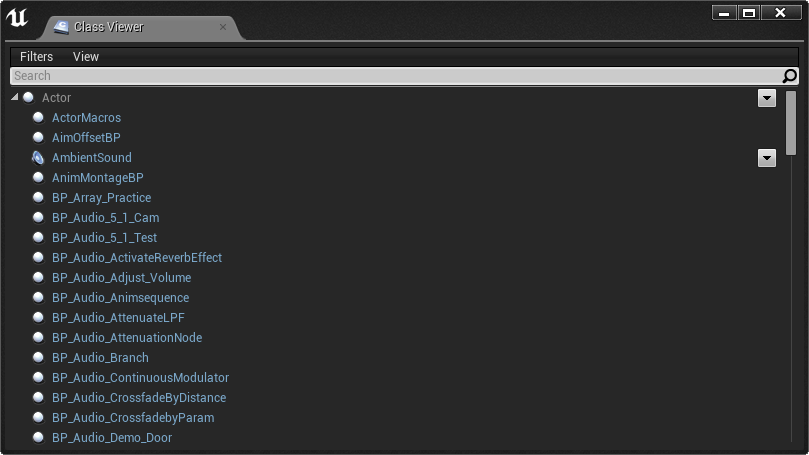 Class Viewer
Filters View
Search
Actor
ActorMacros
AimOffsetBP
AmbientSound
AnimMontageBP
BP_Array_Practice
BP_Audio_5_1_Cam
BP_Audio_5_1_Test
BP_Audio_ActivateReverbEffect
BP_Audio_Adjust_Volume
BP_Audio_Animsequence
BP_Audio_AttenuateLPF
BP_Audio_AttenuationNode
BP_Audio_Branch
BP_Audio_ContinuousModulator
BP_Audio_CrossfadeByDistance
BP_Audio_CrossfadebyParam
BP_Audio_Demo_Door